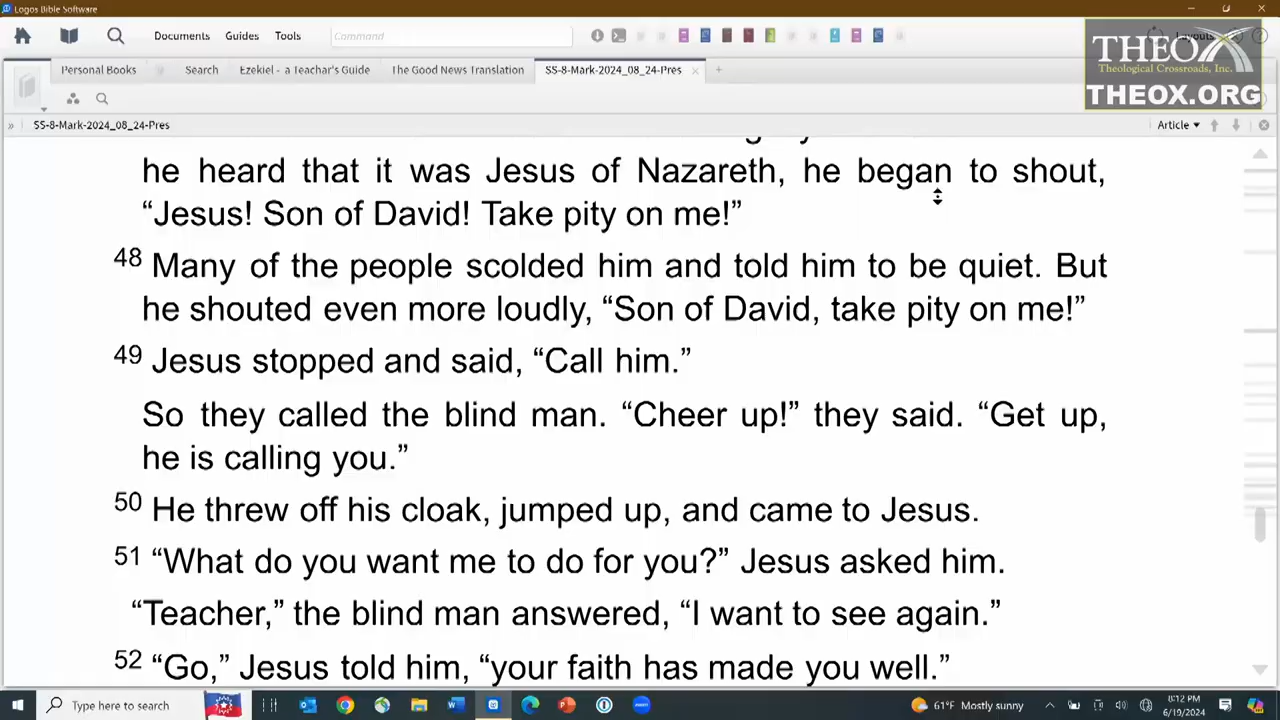 Logos Bible Software
Documents Guides Tools Command
THEOX
Theological Crossroads, Inc.
THEOX.ORG
Personal Books Search Ezekiel - a Teacher's Guide SS-8-Mark-2024_08_24-Pres
SS-8-Mark-2024_08_24-Pres Article
he heard that it was Jesus of Nazareth, he began to shout,
“Jesus! Son of David! Take pity on me!”
48 Many of the people scolded him and told him to be quiet. But
he shouted even more loudly, “Son of David, take pity on me!”
49 Jesus stopped and said, “Call him.”
So they called the blind man. “Cheer up!” they said. “Get up,
he is calling you.”
50 He threw off his cloak, jumped up, and came to Jesus.
51 “What do you want me to do for you?” Jesus asked him.
“Teacher,” the blind man answered, “I want to see again.”
52 “Go,” Jesus told him, “your faith has made you well.”
Type here to search
61°F Mostly sunny
8:12 PM
6/19/2024